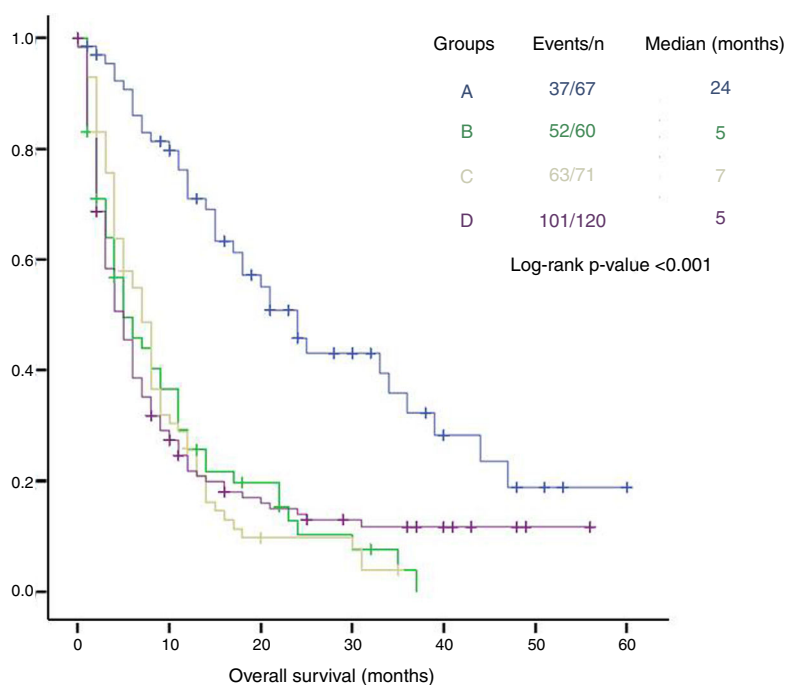 Groups Events/n Median (months)
A 37/67 24
B 52/60 5
C 63/71 7
D 101/120 5
Log-rank p-value <0.001
1.0
0.8
0.6
0.4
0.2
0.0
0 10 20 30 40 50 60
Overall survival (months)